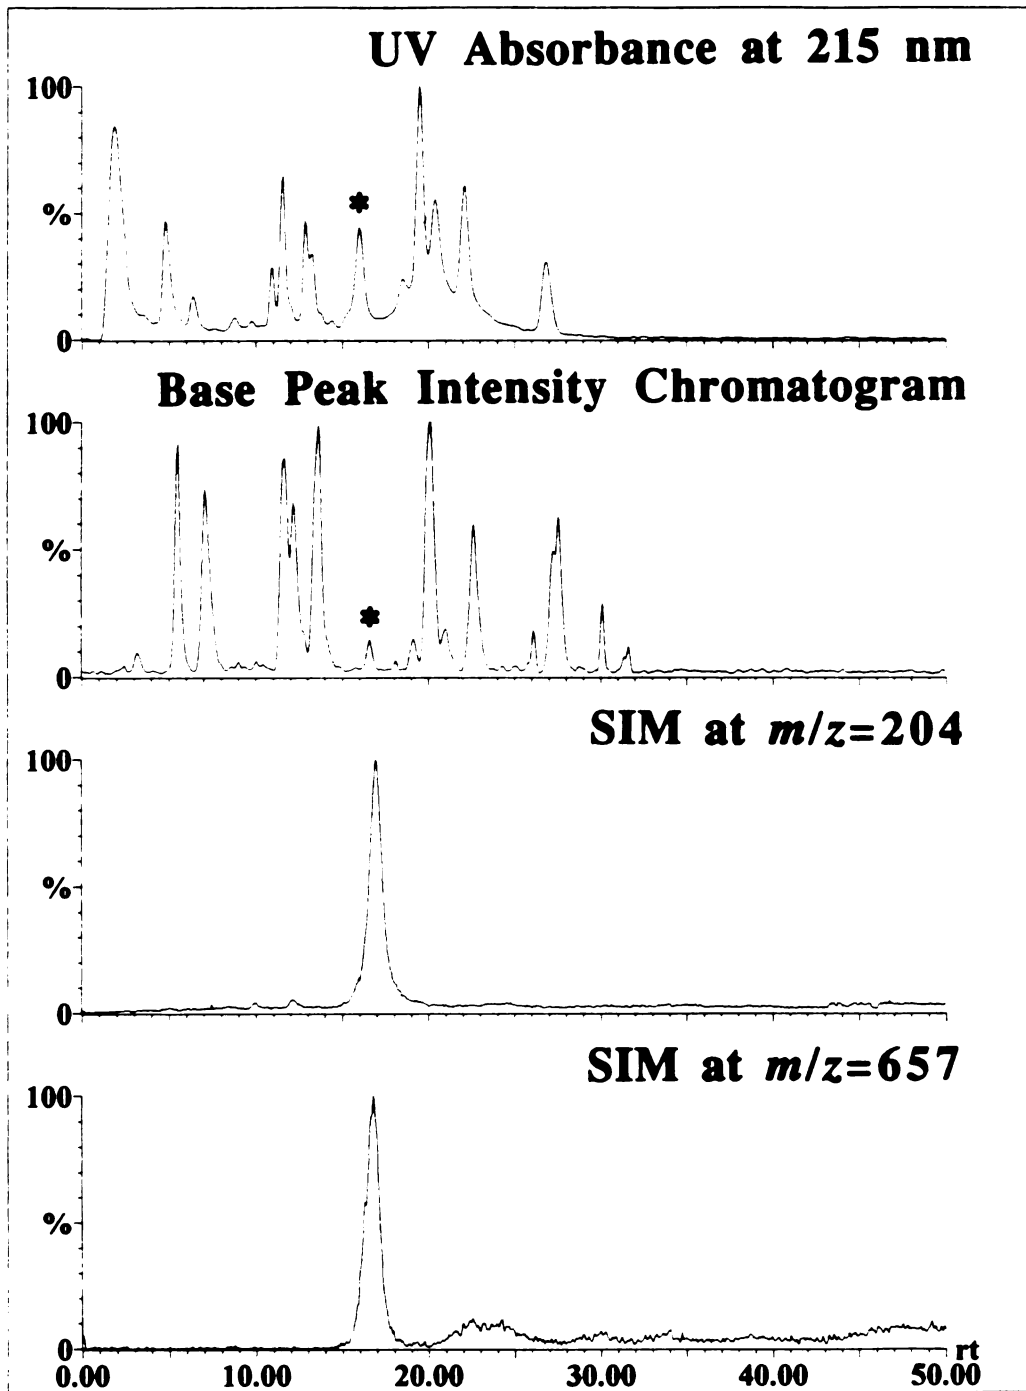 UV Absorbance at 215 nm
100
%
✱
0
Base Peak Intensity Chromatogram
100
%
✱
0
SIM at m/z=204
100
%
0
SIM at m/z=657
100
%
0
rt
0.00 10.00 20.00 30.00 40.00 50.00